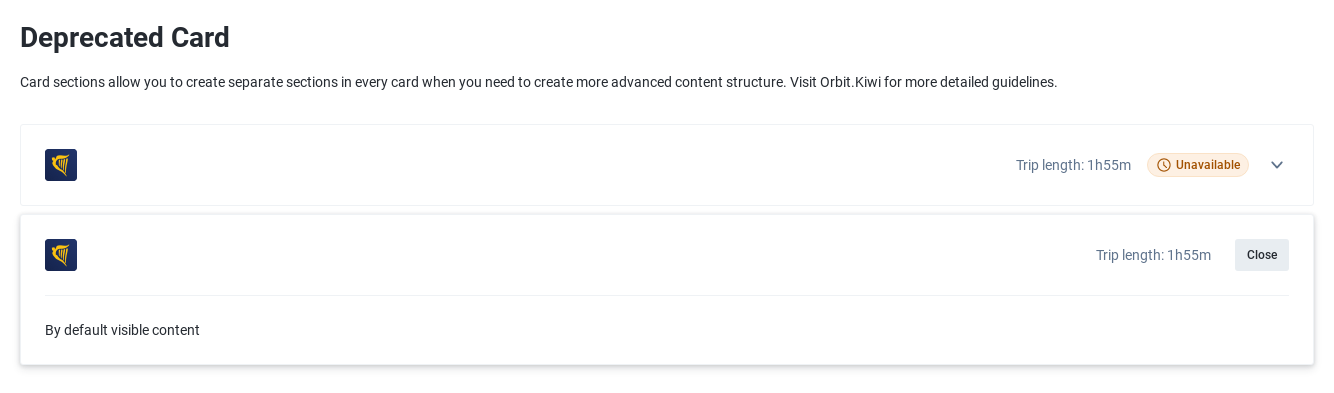 Deprecated Card
Card sections allow you to create separate sections in every card when you need to create more advanced content structure. Visit Orbit.Kiwi for more detailed guidelines.
Trip length: 1h55m Unavailable
Trip length: 1h55m Close
By default visible content